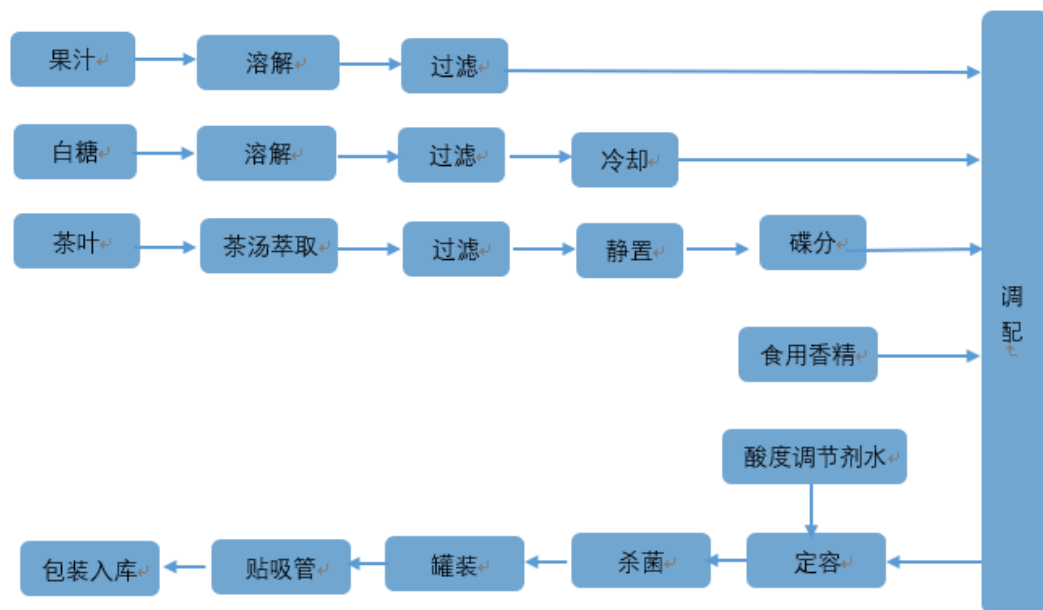 果汁
溶解
过滤
白糖
溶解
过滤
冷却
茶叶
茶汤萃取
过滤
静置
碟分
食用香精
调
配
酸度调节剂水
包装入库
贴吸管
罐装
杀菌
定容